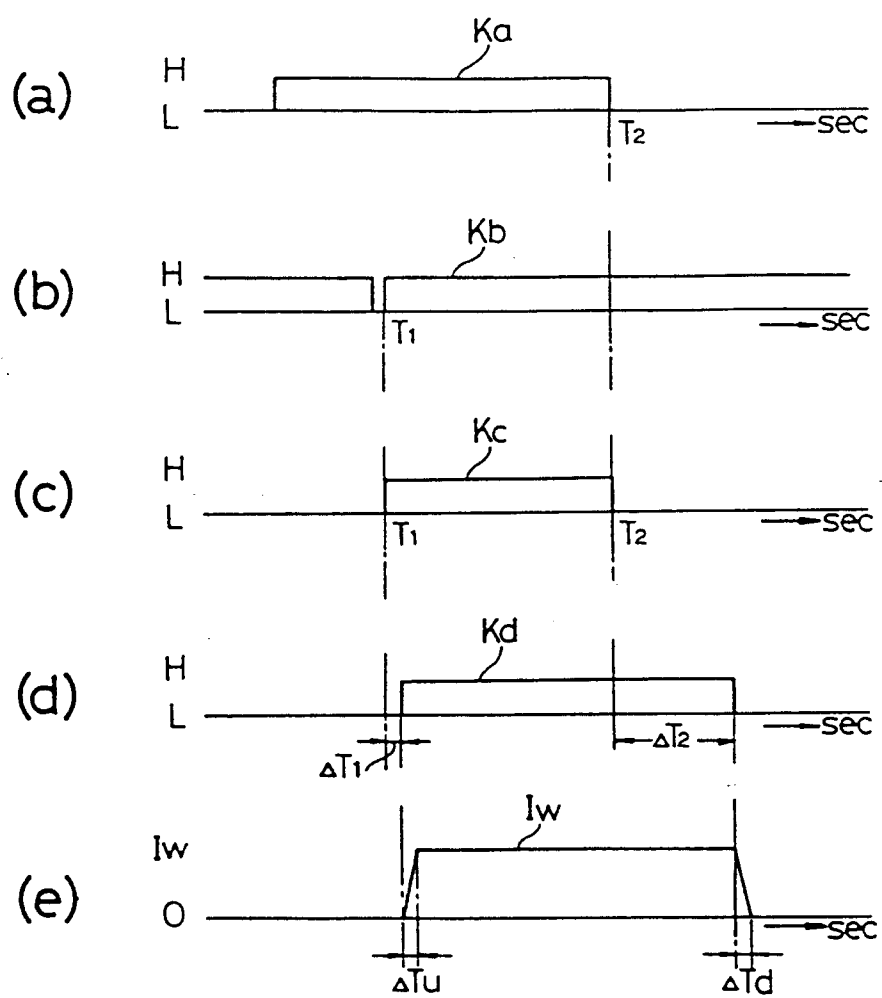 (a)
H
Ka
L
T2
sec
(b)
H
Kb
L
T1
sec
(c)
H
Kc
L
T1
T2
sec
(d)
H
Kd
L
sec
ΔT1
ΔT2
(e)
Iw
Iw
O
sec
ΔTu
ΔTd